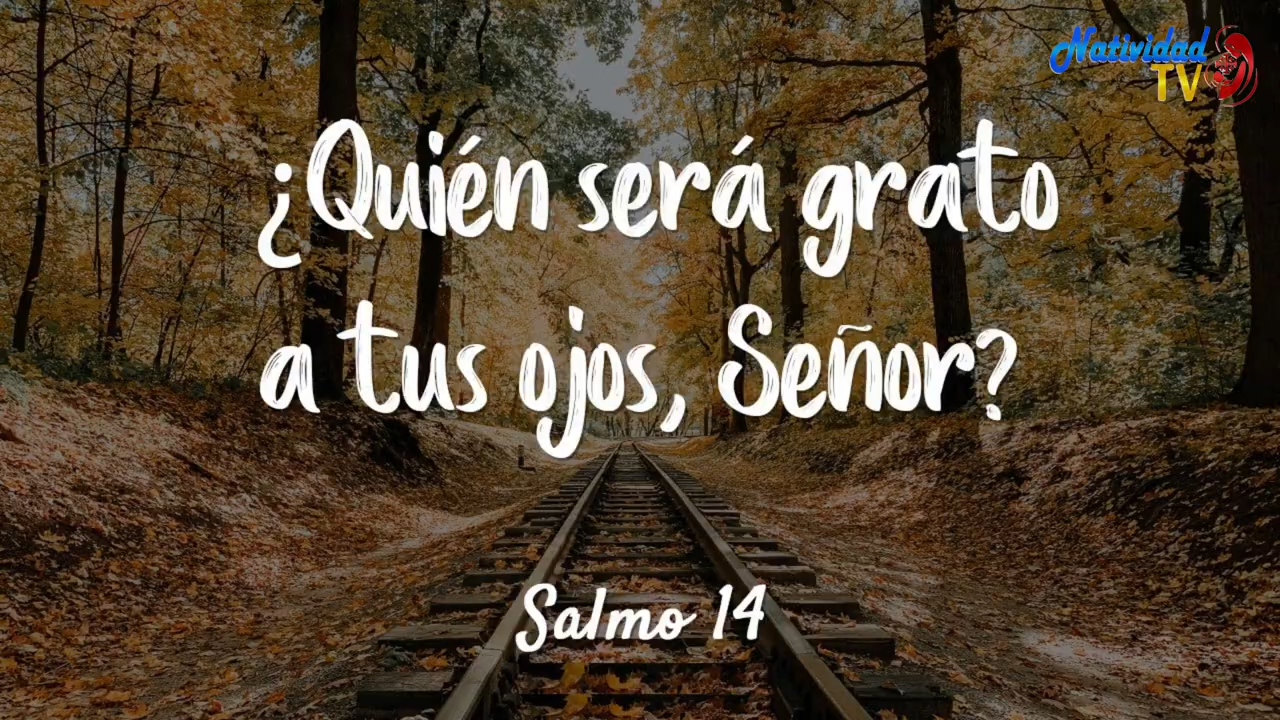 Natividad
TV
¿Quién será grato
a tus ojos, Señor?
Salmo 14